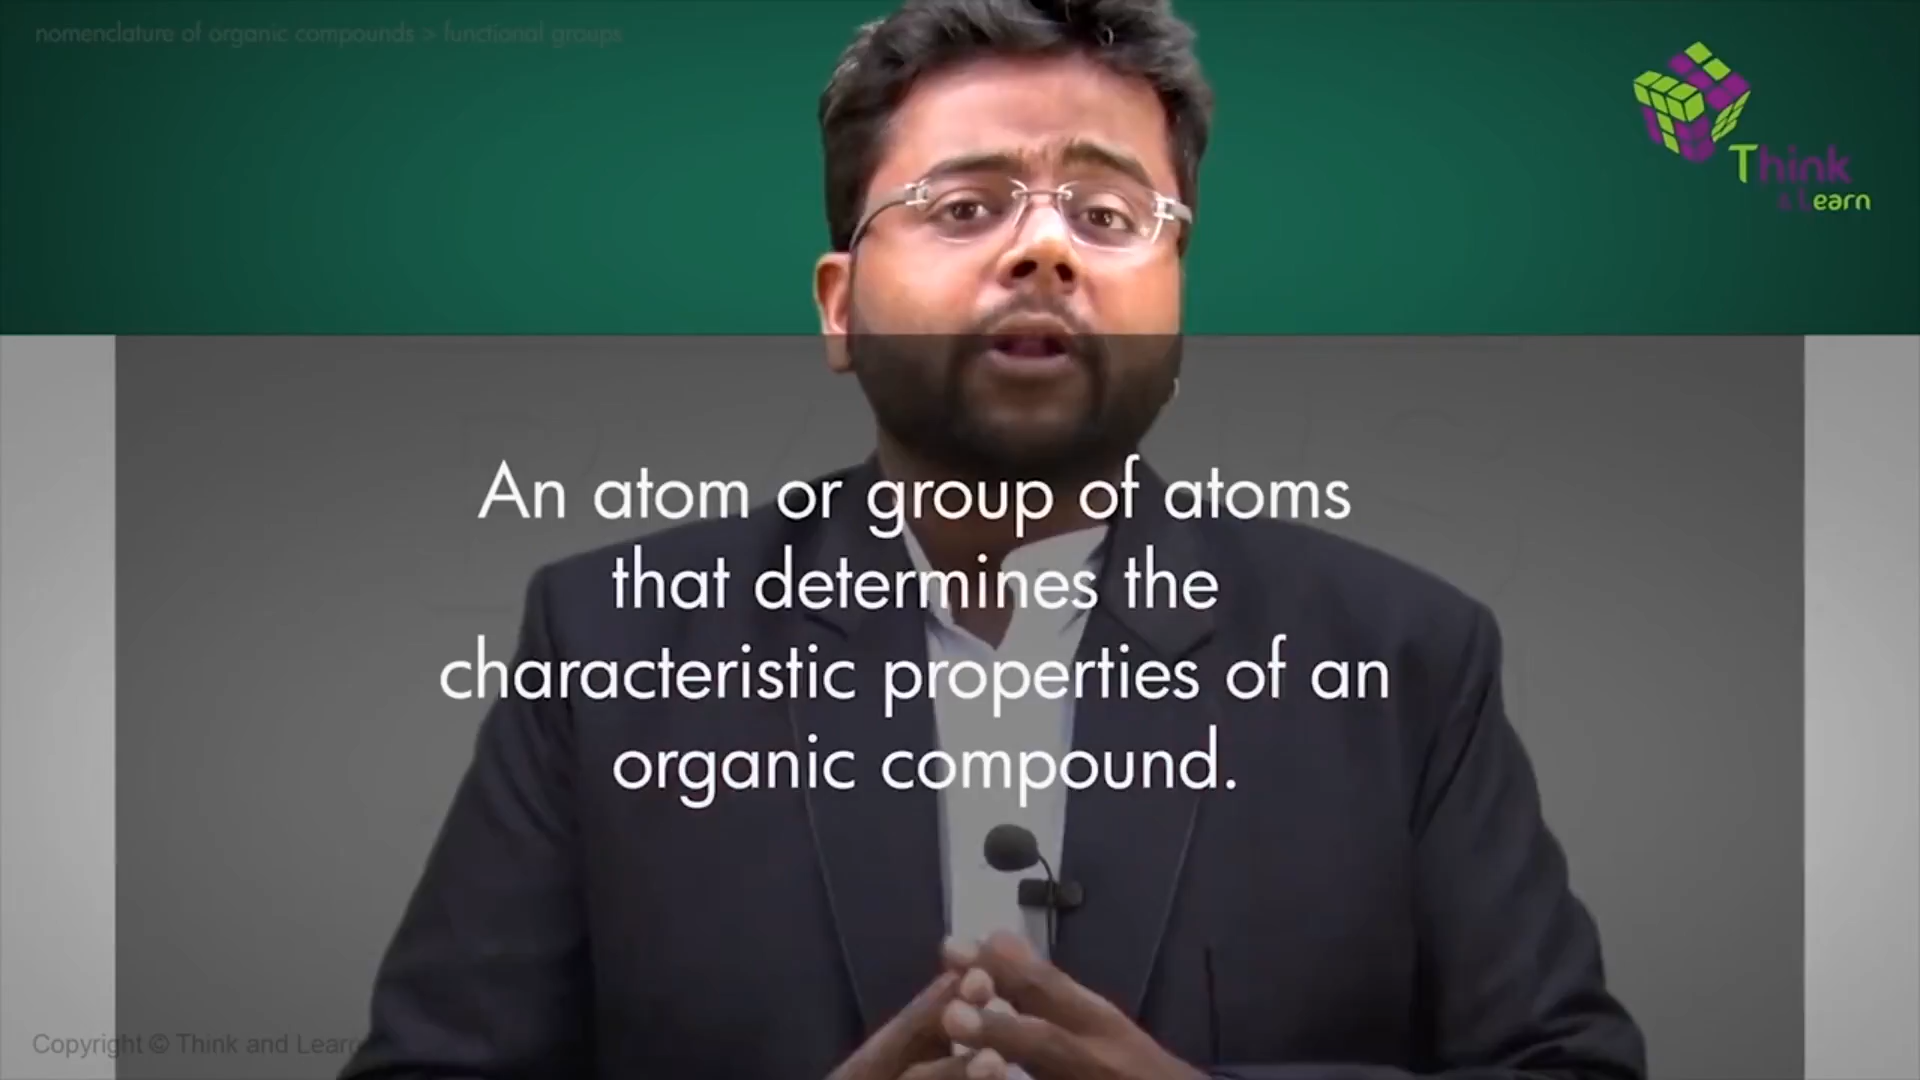 nomenclature of organic compounds > functional groups
Think
& Learn
An atom or group of atoms
that determines the
characteristic properties of an
organic compound.
Copyright © Think and Learn